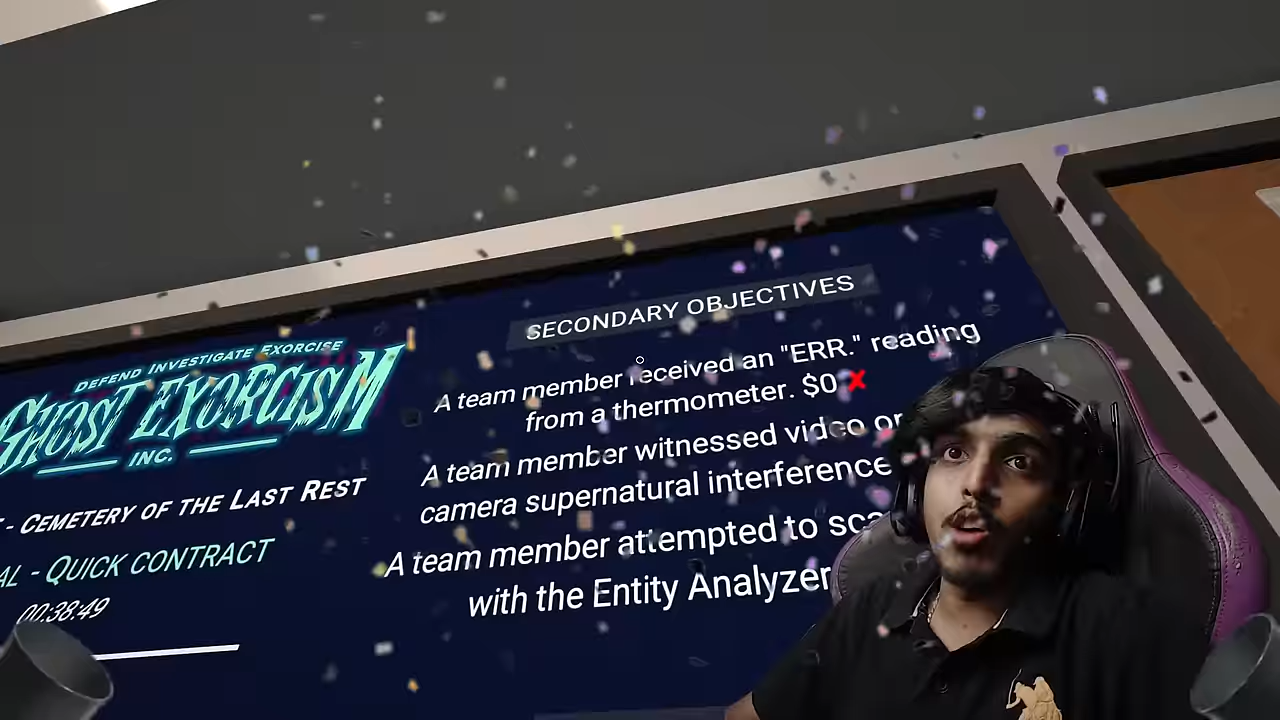 DEFEND INVESTIGATE EXORCISE
GHOST EXORCISM
INC.
- CEMETERY OF THE LAST REST
- QUICK CONTRACT
00:38:49
SECONDARY OBJECTIVES
A team member received an "ERR." reading
from a thermometer. $0
A team member witnessed video or
camera supernatural interference
A team member attempted to
with the Entity Analyzer